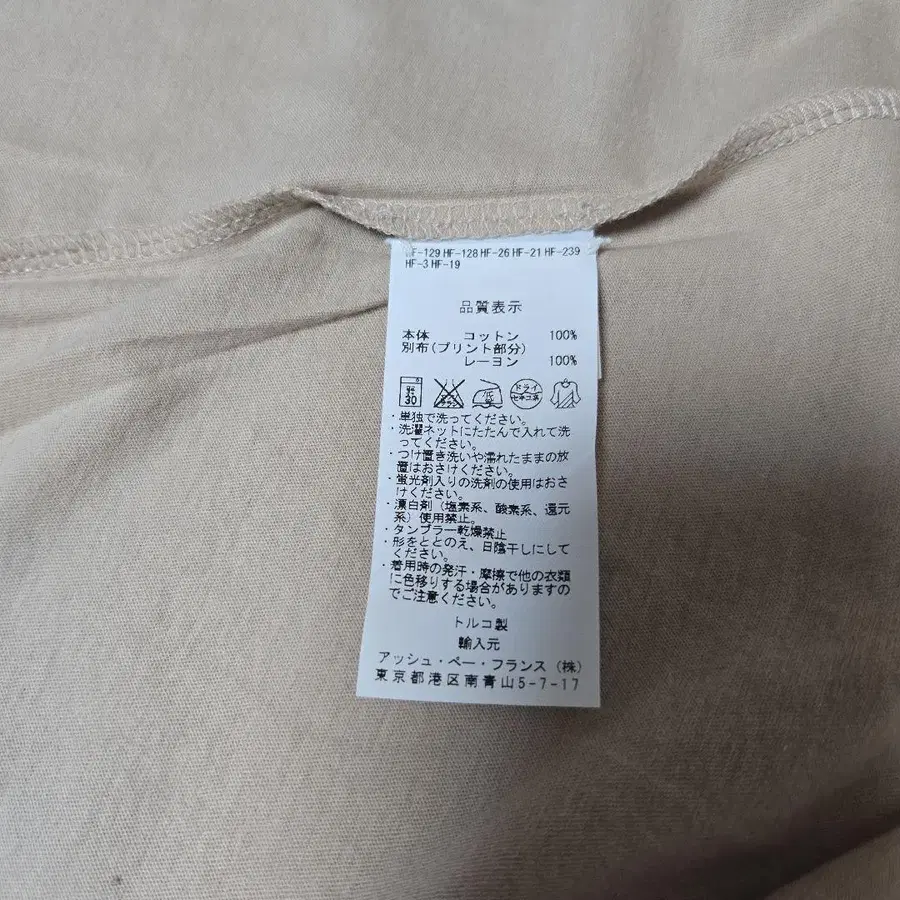 HF-129 HF-128 HF-26 HF-21 HF-239
HF-3 HF-19
品質表示
本体 コットン 100%
別布(プリント部分)
レーヨン 100%
30
ドライ
セキユ系
・単独で洗ってください。
・洗濯ネットにたたんで入れて洗
ってください。
・つけ置き洗いや濡れたままの放
置はおさけください。
・蛍光剤入りの洗剤の使用はおさ
けください。
・漂白剤（塩素系、酸素系、還元
系）使用禁止。
・タンブラー乾燥禁止
・形をととのえ、日陰干しにして
ください。
・着用時の発汗・摩擦で他の衣類
に色移りする場合がありますの
でご注意ください。
トルコ製
輸入元
アッシュ・ペー・フランス（株）
東京都港区南青山5-7-17